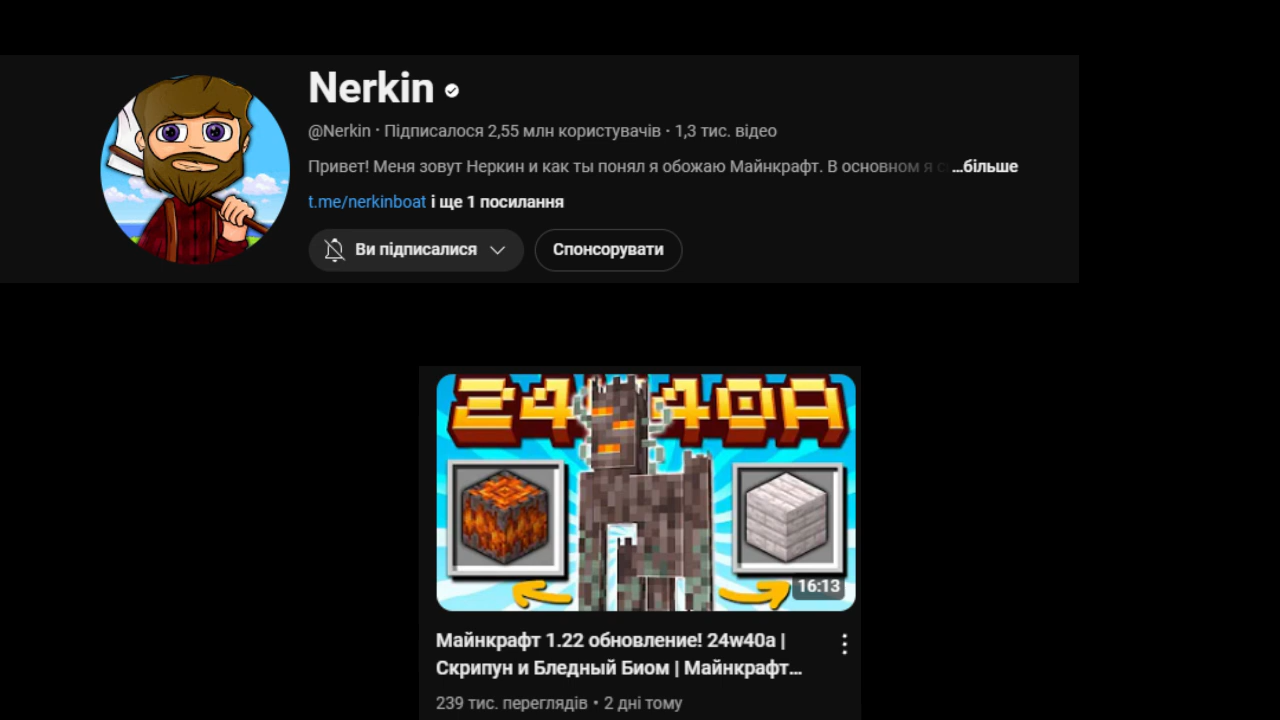 Nerkin
@Nerkin · Підписалося 2,55 млн користувачів · 1,3 тис. відео
Привет! Меня зовут Неркин и как ты понял я обожаю Майнкрафт. В основном я ...більше
t.me/nerkinboat і ще 1 посилання
Ви підписалися
Спонсорувати
24 40A
16:13
Майнкрафт 1.22 обновление! 24w40a |
Скрипун и Бледный Биом | Майнкрафт...
239 тис. переглядів · 2 дні тому